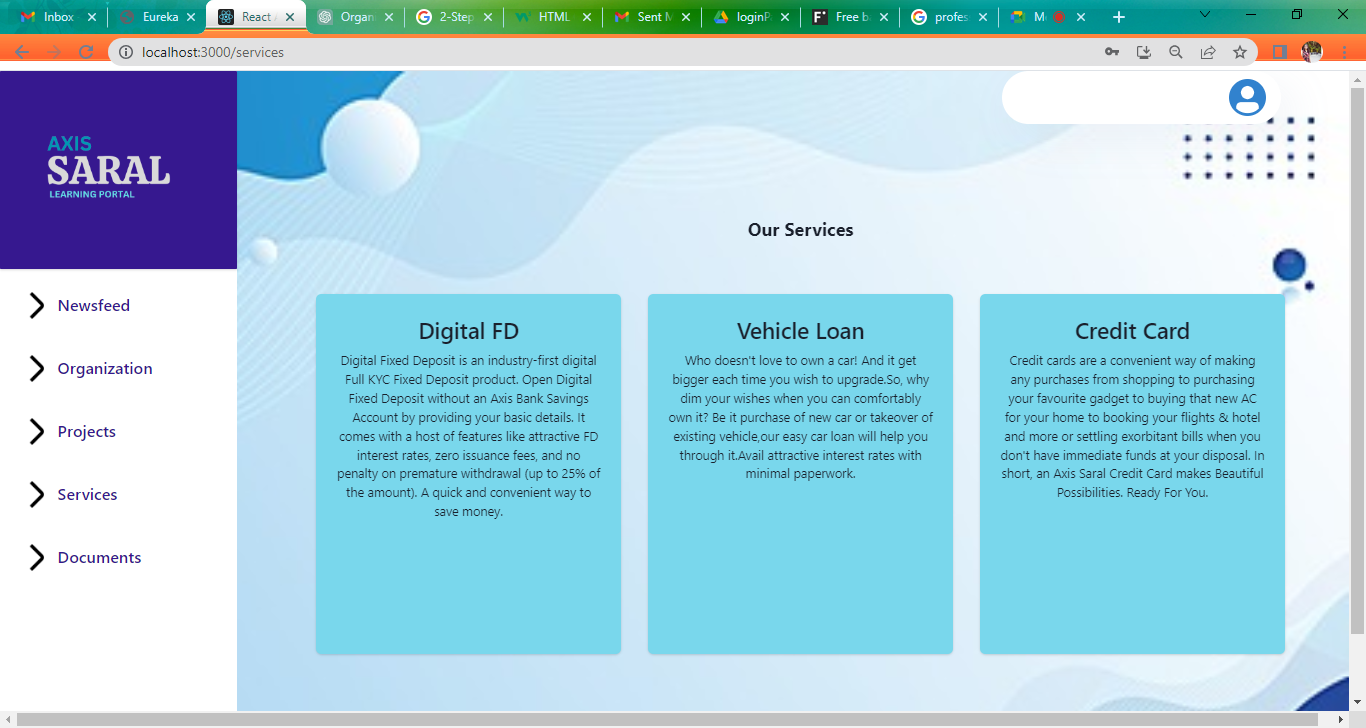 Inbox
Eureka
React
Organ
2-Step
HTML
Sent M
loginP
Free b
profes
localhost:3000/services
AXIS
SARAL
LEARNING PORTAL
Newsfeed
Organization
Projects
Services
Documents
Our Services
Digital FD
Digital Fixed Deposit is an industry-first digital
Full KYC Fixed Deposit product. Open Digital
Fixed Deposit without an Axis Bank Savings
Account by providing your basic details. It
comes with a host of features like attractive FD
interest rates, zero issuance fees, and no
penalty on premature withdrawal (up to 25% of
the amount). A quick and convenient way to
save money.
Vehicle Loan
Who doesn't love to own a car! And it get
bigger each time you wish to upgrade.So, why
dim your wishes when you can comfortably
own it? Be it purchase of new car or takeover of
existing vehicle,our easy car loan will help you
through it.Avail attractive interest rates with
minimal paperwork.
Credit Card
Credit cards are a convenient way of making
any purchases from shopping to purchasing
your favourite gadget to buying that new AC
for your home to booking your flights & hotel
and more or settling exorbitant bills when you
don't have immediate funds at your disposal. In
short, an Axis Saral Credit Card makes Beautiful
Possibilities. Ready For You.